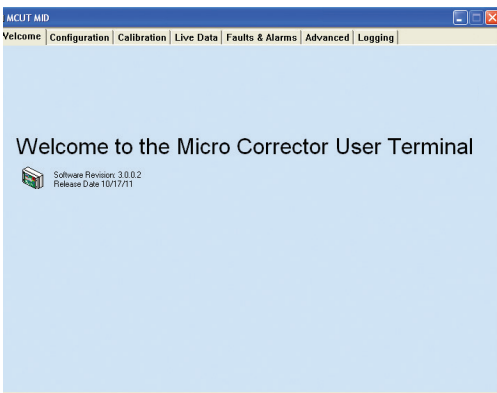 MCUT MID
Welcome Configuration Calibration Live Data Faults & Alarms Advanced Logging
Welcome to the Micro Corrector User Terminal
Software Revision: 3.0.0.2
Release Date 10/17/11